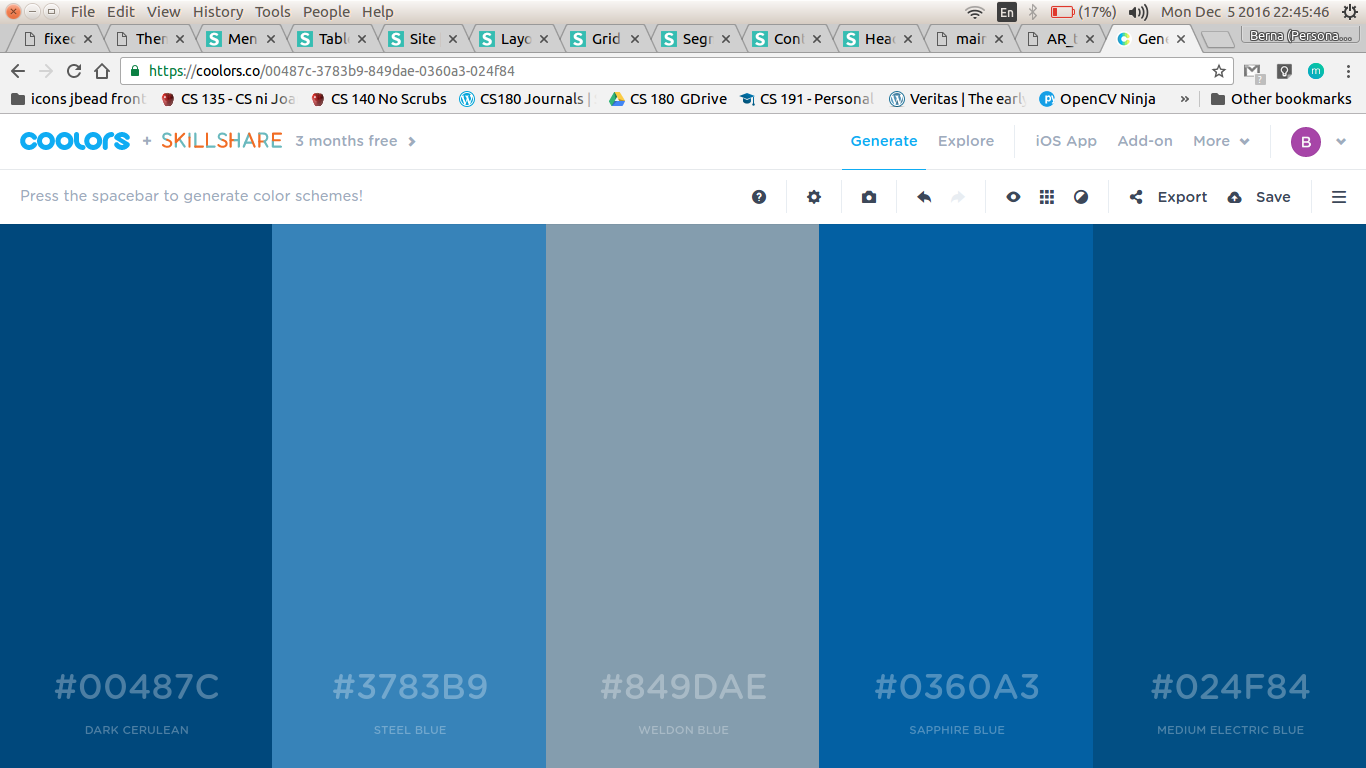 File Edit View History Tools People Help En (17%) Mon Dec 5 2016 22:45:46
fixed Ther Men Tabl Site Layo Grid Segr Cont Hea mair AR_t Gene Berna (Persona...
https://coolors.co/00487c-3783b9-849dae-0360a3-024f84
icons jbead front CS 135 - CS ni Joa CS 140 No Scrubs CS180 Journals | CS 180 GDrive CS 191 - Personal Veritas | The early OpenCV Ninja » Other bookmarks
coolors + SKILLSHARE 3 months free Generate Explore iOS App Add-on More B
Press the spacebar to generate color schemes! Export Save
#00487C #3783B9 #849DAE #0360A3 #024F84
DARK CERULEAN STEEL BLUE WELDON BLUE SAPPHIRE BLUE MEDIUM ELECTRIC BLUE